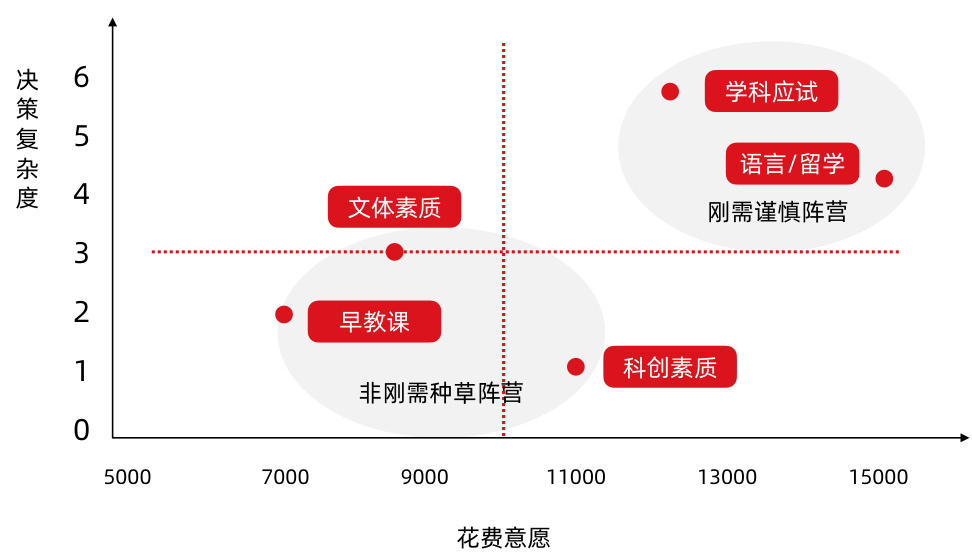 决策复杂度
6
5
4
3
2
1
0
学科应试
语言/留学
刚需谨慎阵营
文体素质
早教课
科创素质
非刚需种草阵营
5000 7000 9000 11000 13000 15000
花费意愿